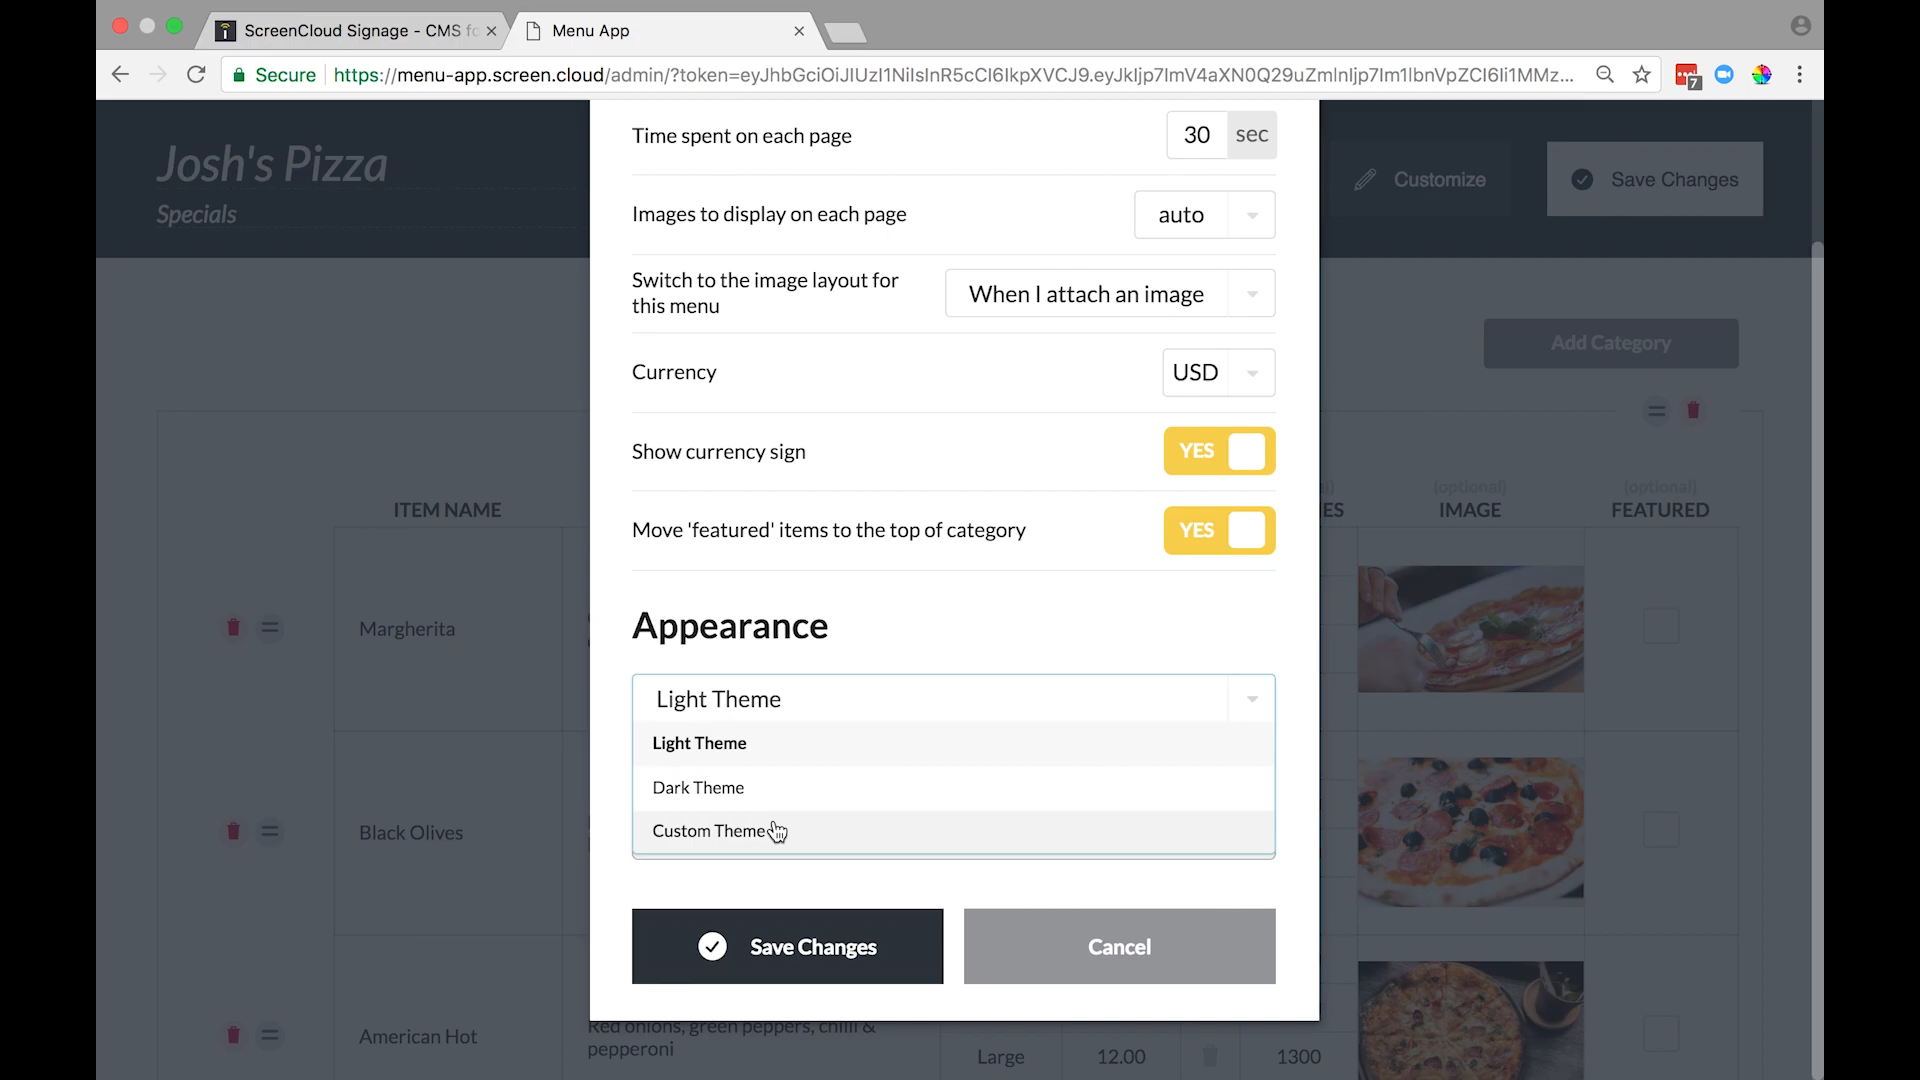 ScreenCloud Signage - CMS fo
Menu App
Secure
https://menu-app.screen.cloud/admin/?token=eyJhbGciOiJIUzI1NiIsInR5cCI6IkpXVCJ9.eyJkIjp7ImV4aXN0Q29uZmlnIjp7Im1lbnVpZCI6Ii1MMz...
7
Josh's Pizza
Specials
Customize
Save Changes
Time spent on each page
30 sec
Images to display on each page
auto
Switch to the image layout for
this menu
When I attach an image
Currency
USD
Add Category
Show currency sign
YES
Move 'featured' items to the top of category
YES
ITEM NAME
(optional)
IMAGE
(optional)
FEATURED
Margherita
Appearance
Light Theme
Light Theme
Dark Theme
Custom Theme
Black Olives
Save Changes
Cancel
American Hot
Red onions, green peppers, chilli &
pepperoni
Large
12.00
1300